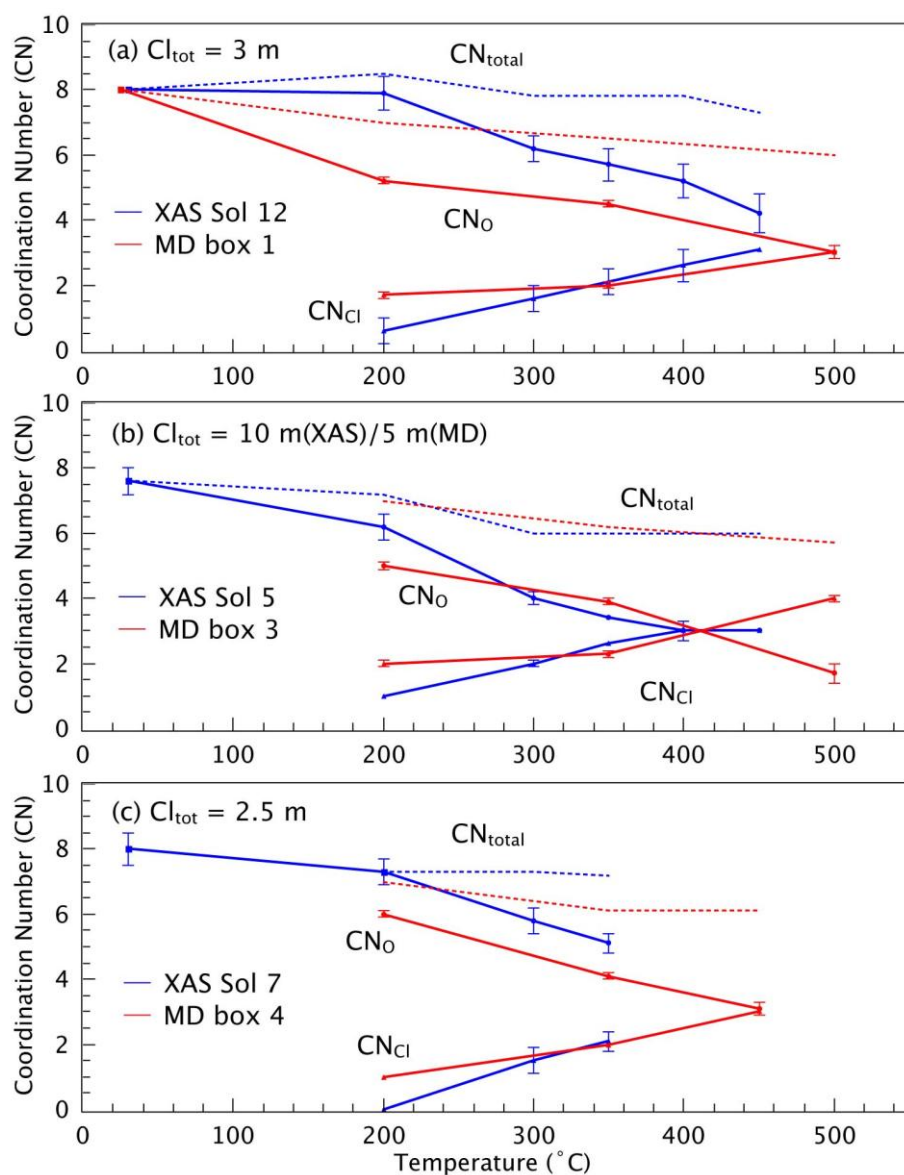 10
(a) Cl_tot = 3 m
CN_total
8
6
XAS Sol 12
MD box 1
CN_O
4
2
CN_Cl
0
0 100 200 300 400 500
Coordination NUmber (CN)
10
(b) Cl_tot = 10 m(XAS)/5 m(MD)
8
CN_total
6
XAS Sol 5
MD box 3
CN_O
4
2
CN_Cl
0
0 100 200 300 400 500
Coordination Number (CN)
10
(c) Cl_tot = 2.5 m
8
CN_total
6
CN_O
4
XAS Sol 7
MD box 4
2
CN_Cl
0
0 100 200 300 400 500
Coordination Number (CN)
Temperature (°C)